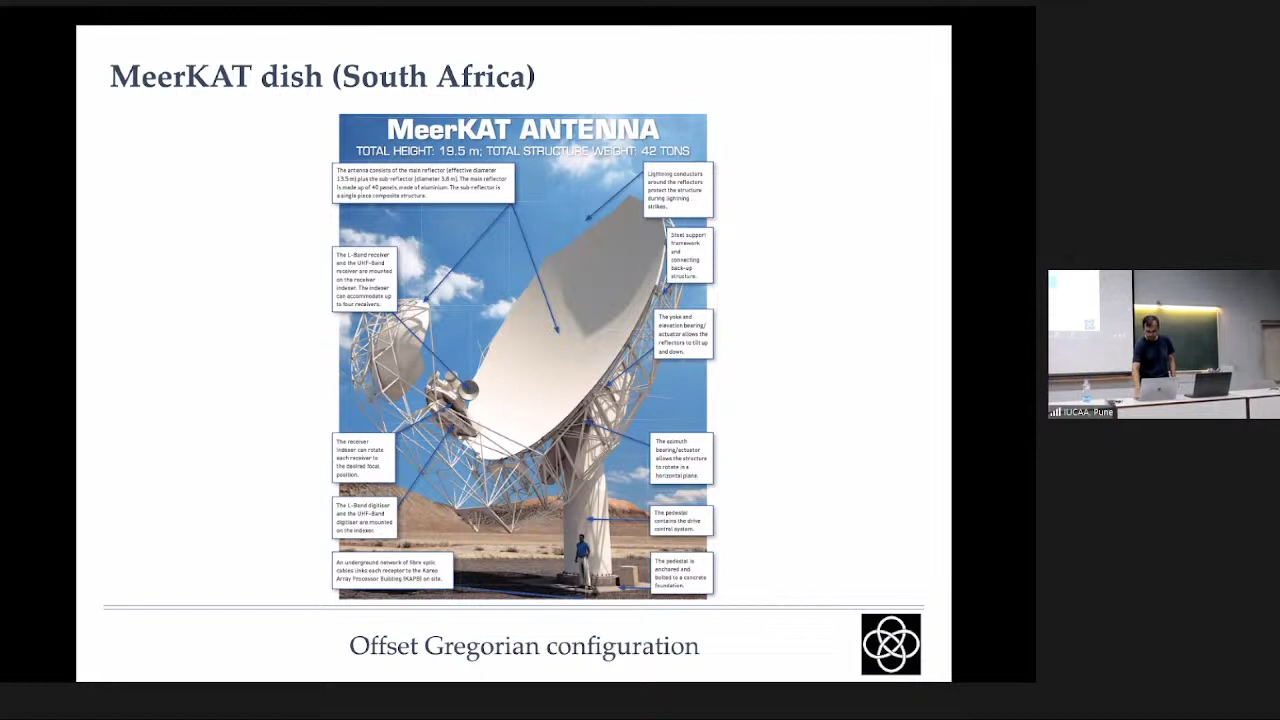 MeerKAT dish (South Africa)
MeerKAT ANTENNA
TOTAL HEIGHT: 19.5 m; TOTAL STRUCTURE WEIGHT: 42 TONS
The antenna consists of the main reflector (effective diameter
13.5 m) plus the sub-reflector (diameter 3.8 m). The main reflector
is made up of 40 panels, made of aluminium. The sub-reflector is
a single piece composite structure.
Lightning conductors
around the reflectors
protect the structure
during lightning
strikes.
Steel support
framework
and
connecting
back-up
structure.
The L-Band receiver
and the UHF-Band
receiver are mounted
on the receiver
indexer. The indexer
can accommodate up
to four receivers.
The yoke and
elevation bearing/
actuator allows the
reflectors to tilt up
and down.
The receiver
indexer can rotate
each receiver to
the desired focal
position.
The azimuth
bearing/actuator
allows the structure
to rotate in a
horizontal plane.
The L-Band digitiser
and the UHF-Band
digitiser are mounted
on the indexer.
The pedestal
contains the drive
control system.
An underground network of fibre optic
cables links each receptor to the Karoo
Array Processor Building (KAPB) on site.
The pedestal is
anchored and
bolted to a concrete
foundation.
Offset Gregorian configuration
IUCAA, Pune